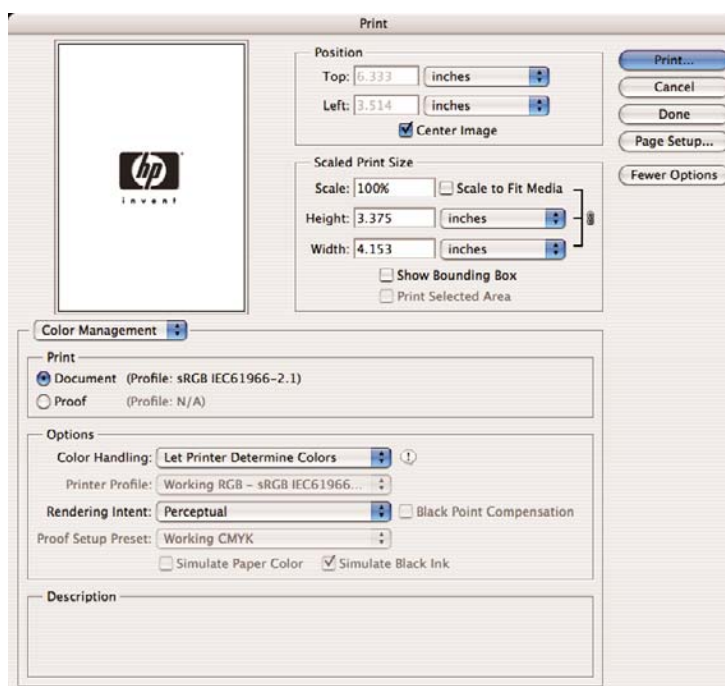 Print
hp
invent
Position
Top: 6.333 inches
Left: 3.514 inches
Center Image
Scaled Print Size
Scale: 100% Scale to Fit Media
Height: 3.375 inches
Width: 4.153 inches
Show Bounding Box
Print Selected Area
Print...
Cancel
Done
Page Setup...
Fewer Options
Color Management
Print
Document (Profile: sRGB IEC61966-2.1)
Proof (Profile: N/A)
Options
Color Handling: Let Printer Determine Colors
Printer Profile: Working RGB - sRGB IEC61966...
Rendering Intent: Perceptual Black Point Compensation
Proof Setup Preset: Working CMYK
Simulate Paper Color Simulate Black Ink
Description